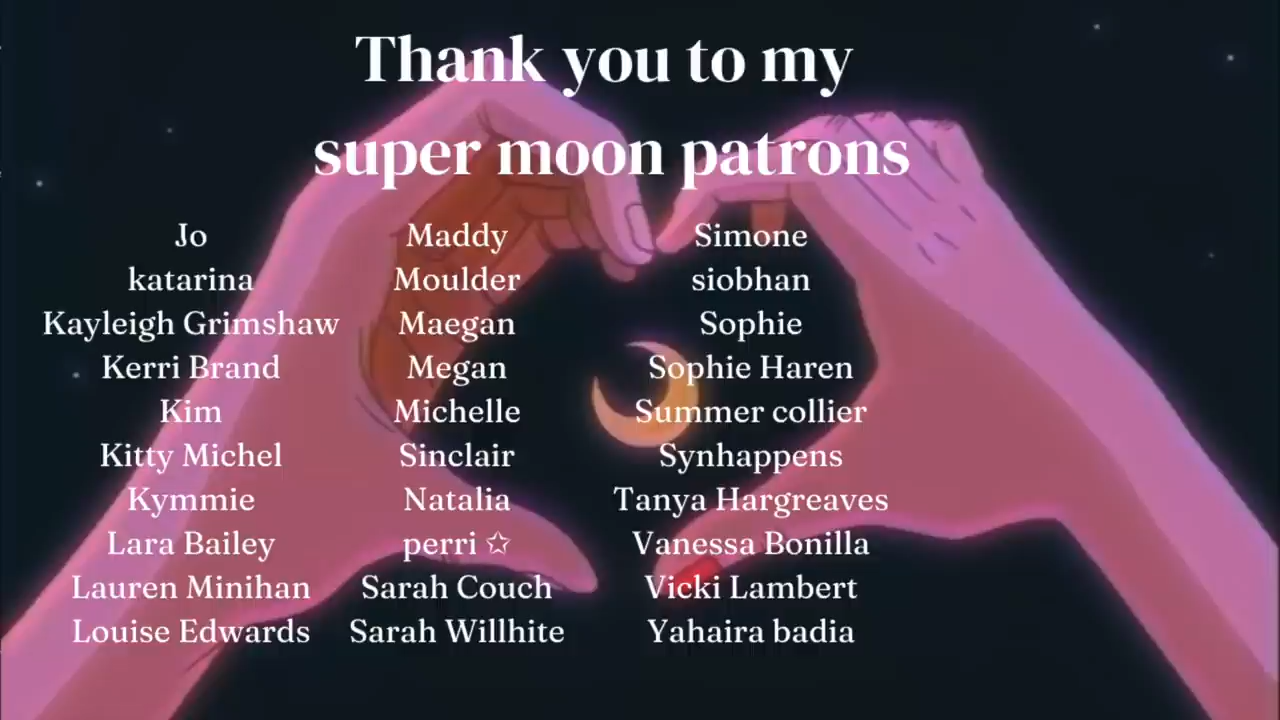 Thank you to my
super moon patrons
Jo
katarina
Kayleigh Grimshaw
Kerri Brand
Kim
Kitty Michel
Kymmie
Lara Bailey
Lauren Minihan
Louise Edwards
Maddy
Moulder
Maegan
Megan
Michelle
Sinclair
Natalia
perri ✩
Sarah Couch
Sarah Willhite
Simone
siobhan
Sophie
Sophie Haren
Summer collier
Synhappens
Tanya Hargreaves
Vanessa Bonilla
Vicki Lambert
Yahaira badia